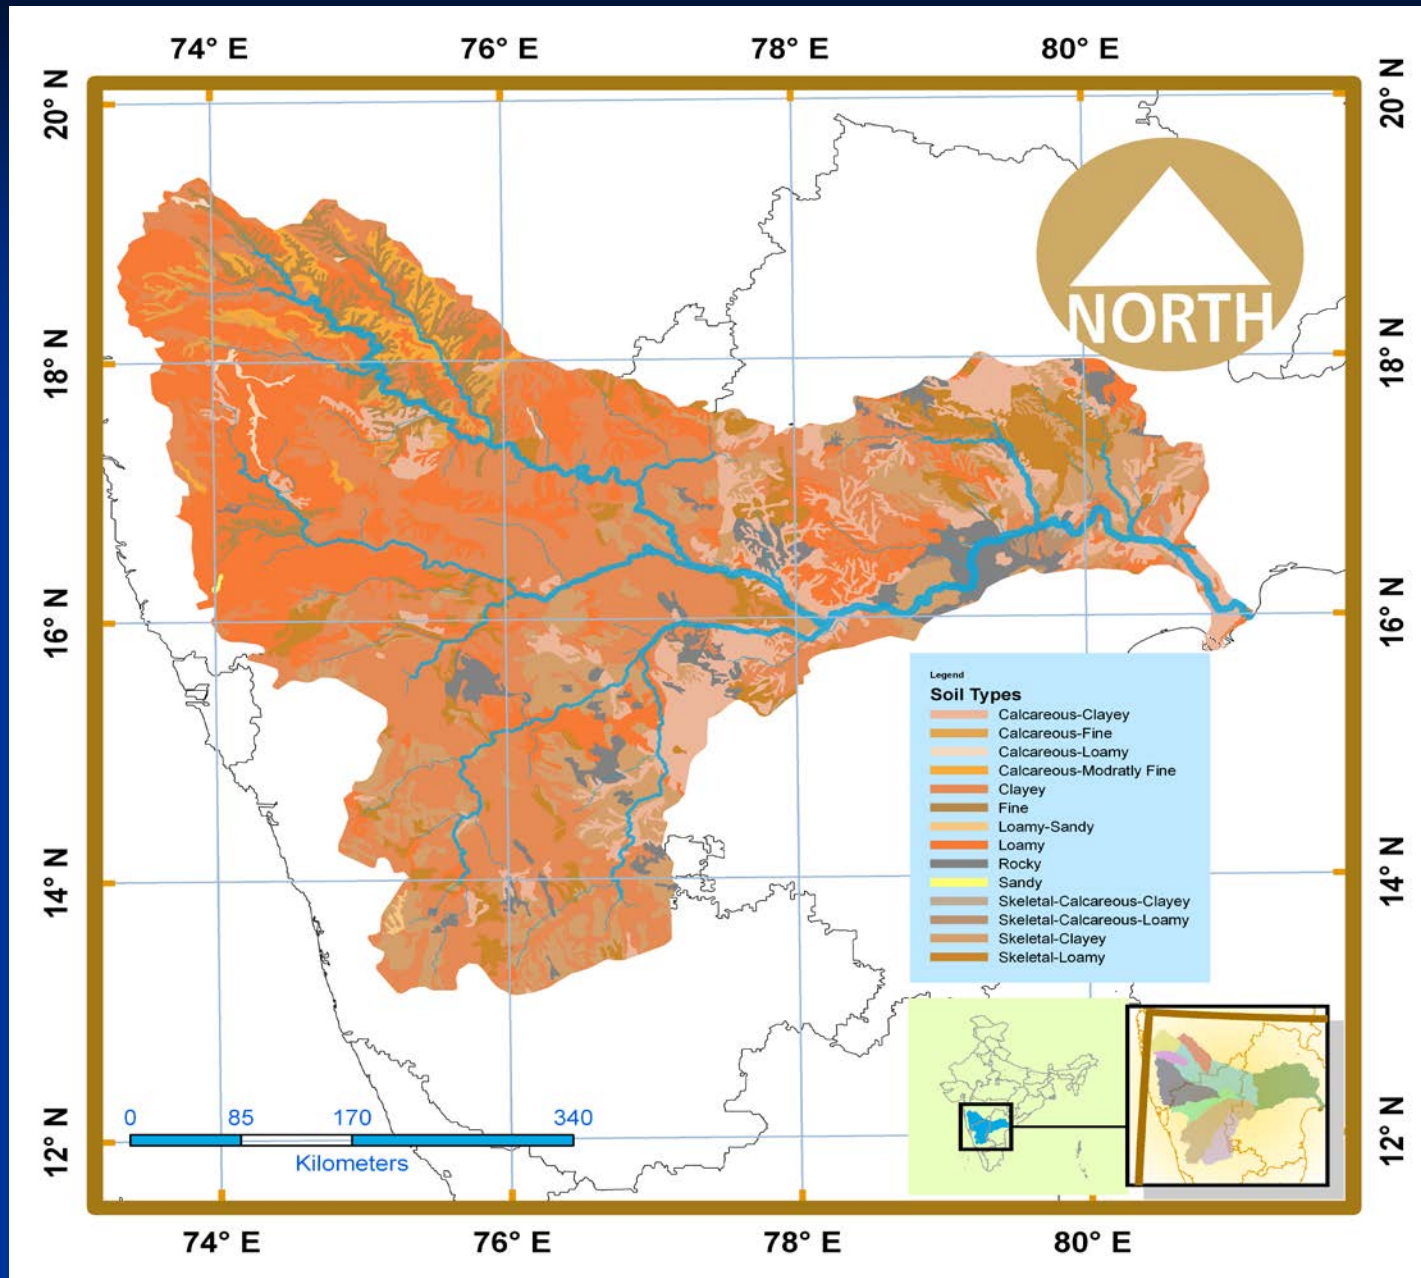 74° E 76° E 78° E 80° E
20° N 20° N
18° N 18° N
16° N 16° N
14° N 14° N
12° N 12° N
NORTH
Legend
Soil Types
Calcareous-Clayey
Calcareous-Fine
Calcareous-Loamy
Calcareous-Modratly Fine
Clayey
Fine
Loamy-Sandy
Loamy
Rocky
Sandy
Skeletal-Calcareous-Clayey
Skeletal-Calcareous-Loamy
Skeletal-Clayey
Skeletal-Loamy
0 85 170 340
Kilometers
74° E 76° E 78° E 80° E